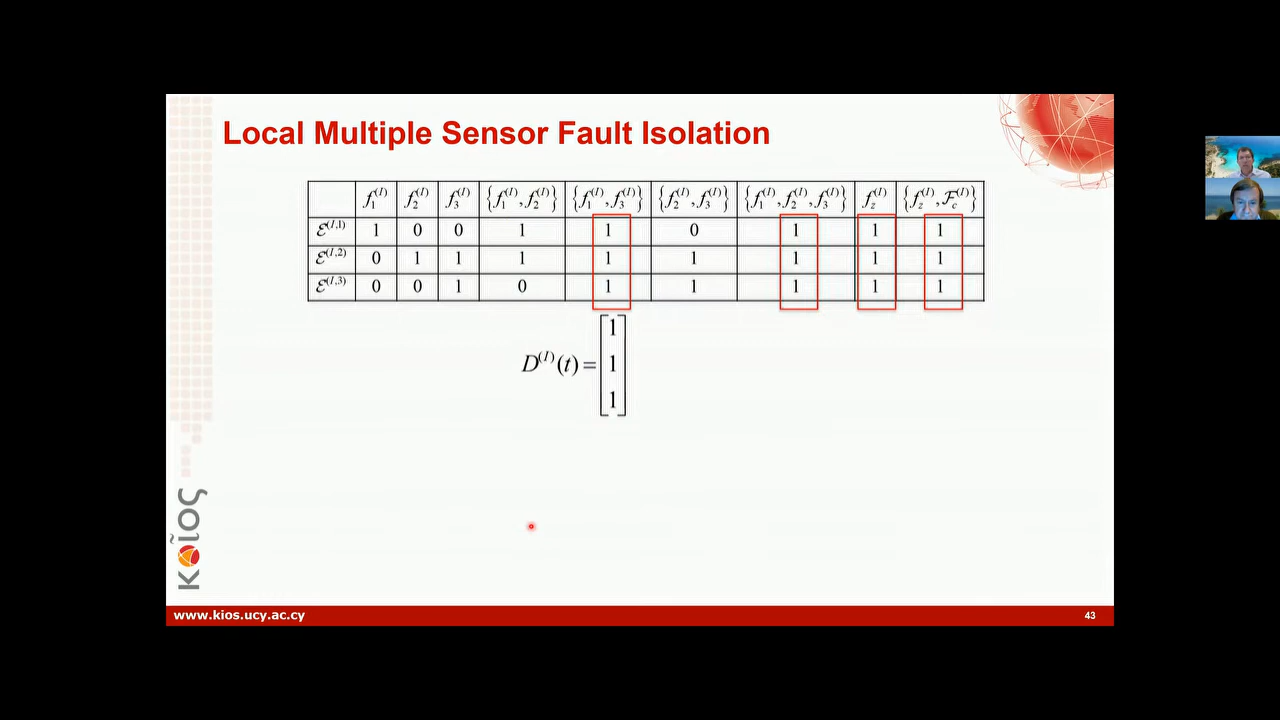 Local Multiple Sensor Fault Isolation
f₁⁽ᴵ⁾ f₂⁽ᴵ⁾ f₃⁽ᴵ⁾ {f₁⁽ᴵ⁾, f₂⁽ᴵ⁾} {f₁⁽ᴵ⁾, f₃⁽ᴵ⁾} {f₂⁽ᴵ⁾, f₃⁽ᴵ⁾} {f₁⁽ᴵ⁾, f₂⁽ᴵ⁾, f₃⁽ᴵ⁾} f_z⁽ᴵ⁾ {f_z⁽ᴵ⁾, ℱ_c⁽ᴵ⁾}
ℰ⁽ᴵ,¹⁾ 1 0 0 1 1 0 1 1 1
ℰ⁽ᴵ,²⁾ 0 1 1 1 1 1 1 1 1
ℰ⁽ᴵ,³⁾ 0 0 1 0 1 1 1 1 1
D⁽ᴵ⁾(t) = [1 1 1]
κοῖος
www.kios.ucy.ac.cy
43